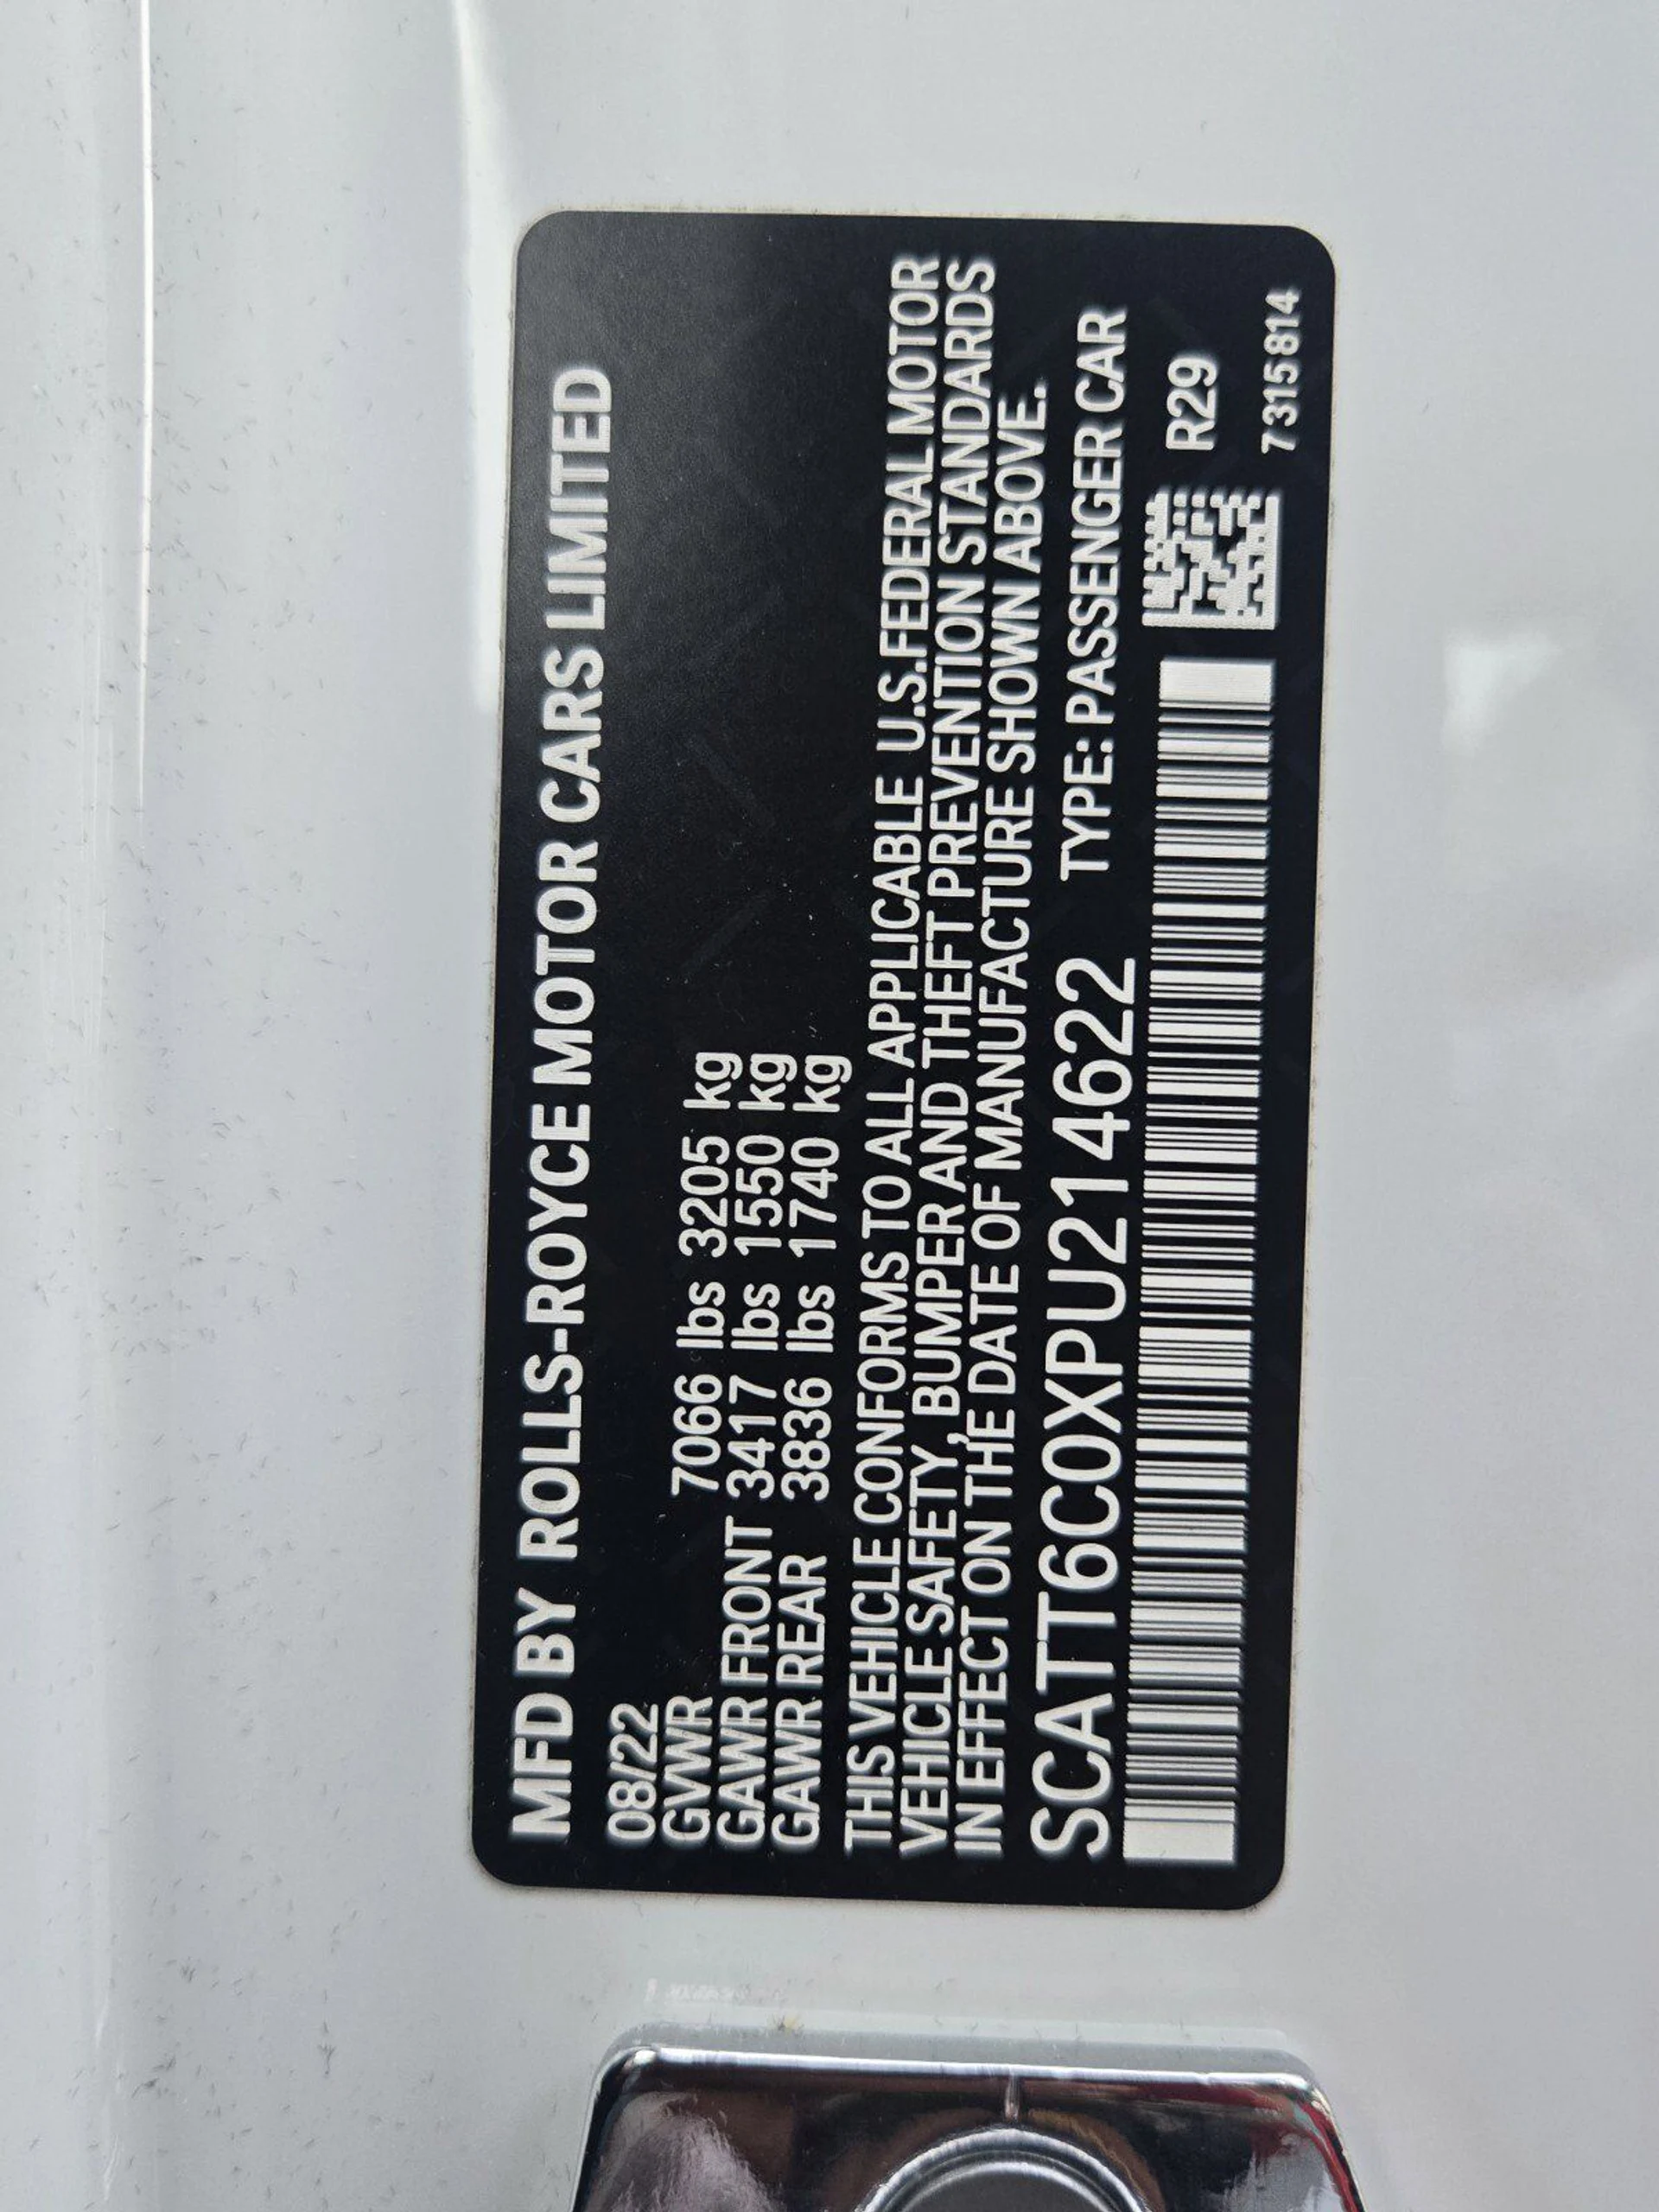 MFD BY ROLLS-ROYCE MOTOR CARS LIMITED
08/22
GVWR 7066 lbs 3205 kg
GAWR FRONT 3417 lbs 1550 kg
GAWR REAR 3836 lbs 1740 kg
THIS VEHICLE CONFORMS TO ALL APPLICABLE U.S.FEDERAL MOTOR
VEHICLE SAFETY, BUMPER AND THEFT PREVENTION STANDARDS
IN EFFECT ON THE DATE OF MANUFACTURE SHOWN ABOVE.
SCATT6C0XPU214622 TYPE: PASSENGER CAR
R29
7315814